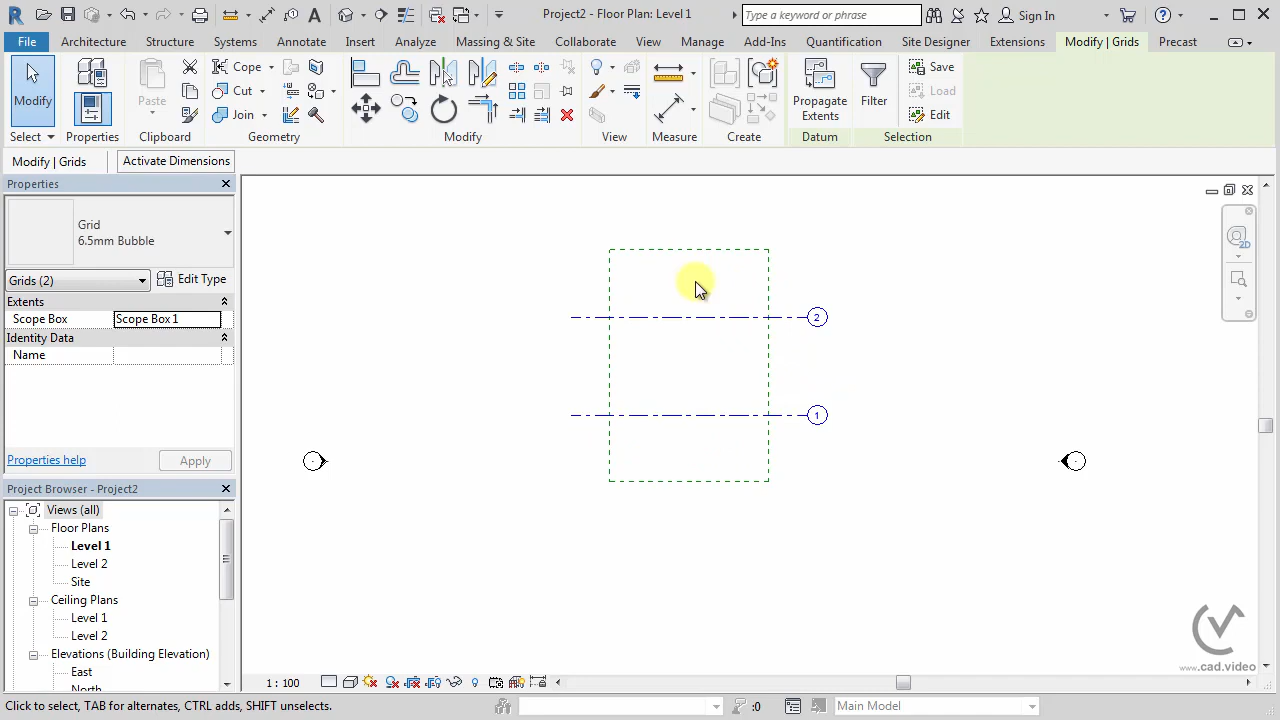 Project2 - Floor Plan: Level 1
Type a keyword or phrase
Sign In
File
Architecture
Structure
Systems
Annotate
Insert
Analyze
Massing & Site
Collaborate
View
Manage
Add-Ins
Quantification
Site Designer
Extensions
Modify | Grids
Precast
Modify
Paste
Cope
Cut
Join
Propagate
Extents
Filter
Save
Load
Edit
Select
Properties
Clipboard
Geometry
Modify
View
Measure
Create
Datum
Selection
Modify | Grids
Activate Dimensions
Properties
Grid
6.5mm Bubble
Grids (2)
Edit Type
Extents
Scope Box
Scope Box 1
Identity Data
Name
Properties help
Apply
Project Browser - Project2
Views (all)
Floor Plans
Level 1
Level 2
Site
Ceiling Plans
Level 1
Level 2
Elevations (Building Elevation)
East
North
2D
2
1
www.cad.video
1 : 100
Click to select, TAB for alternates, CTRL adds, SHIFT unselects.
:0
Main Model